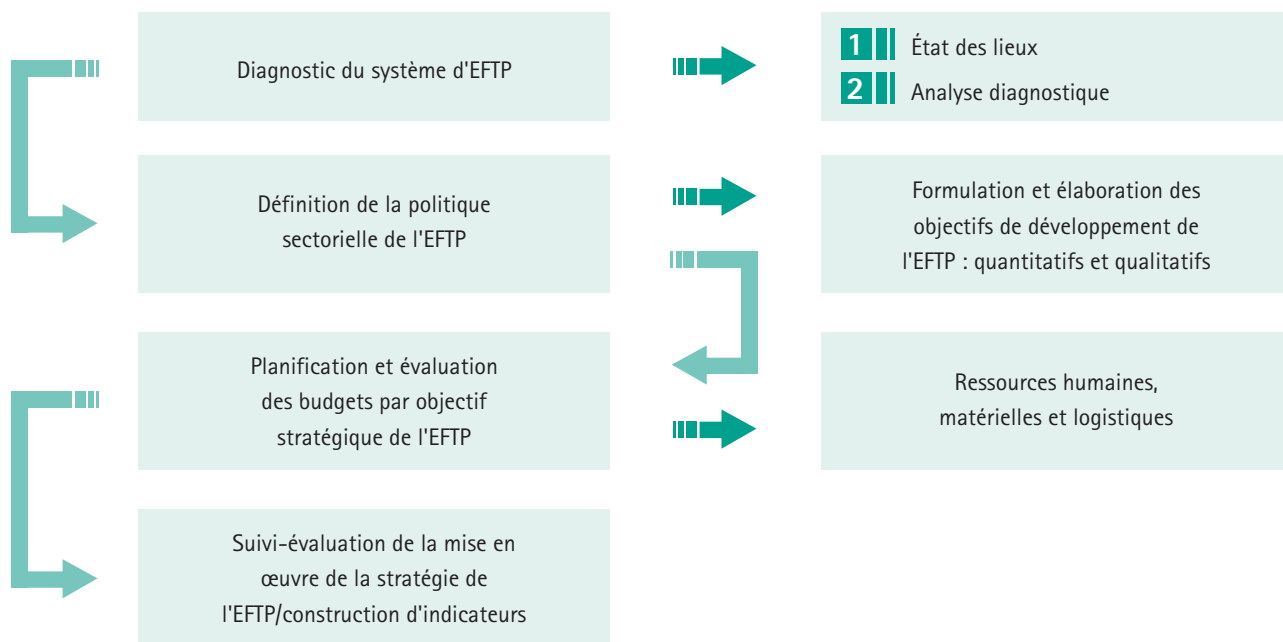 Diagnostic du système d'EFTP
1 État des lieux
2 Analyse diagnostique
Définition de la politique
sectorielle de l'EFTP
Formulation et élaboration des
objectifs de développement de
l'EFTP : quantitatifs et qualitatifs
Planification et évaluation
des budgets par objectif
stratégique de l'EFTP
Ressources humaines,
matérielles et logistiques
Suivi-évaluation de la mise en
œuvre de la stratégie de
l'EFTP/construction d'indicateurs